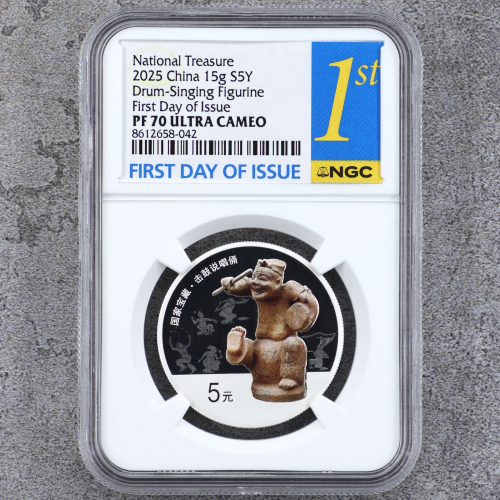 National Treasure
2025 China 15g S5Y
Drum-Singing Figurine
First Day of Issue
PF 70 ULTRA CAMEO
8612658-042
FIRST DAY OF ISSUE
1st
NGC
国家宝藏·击鼓说唱俑
5元